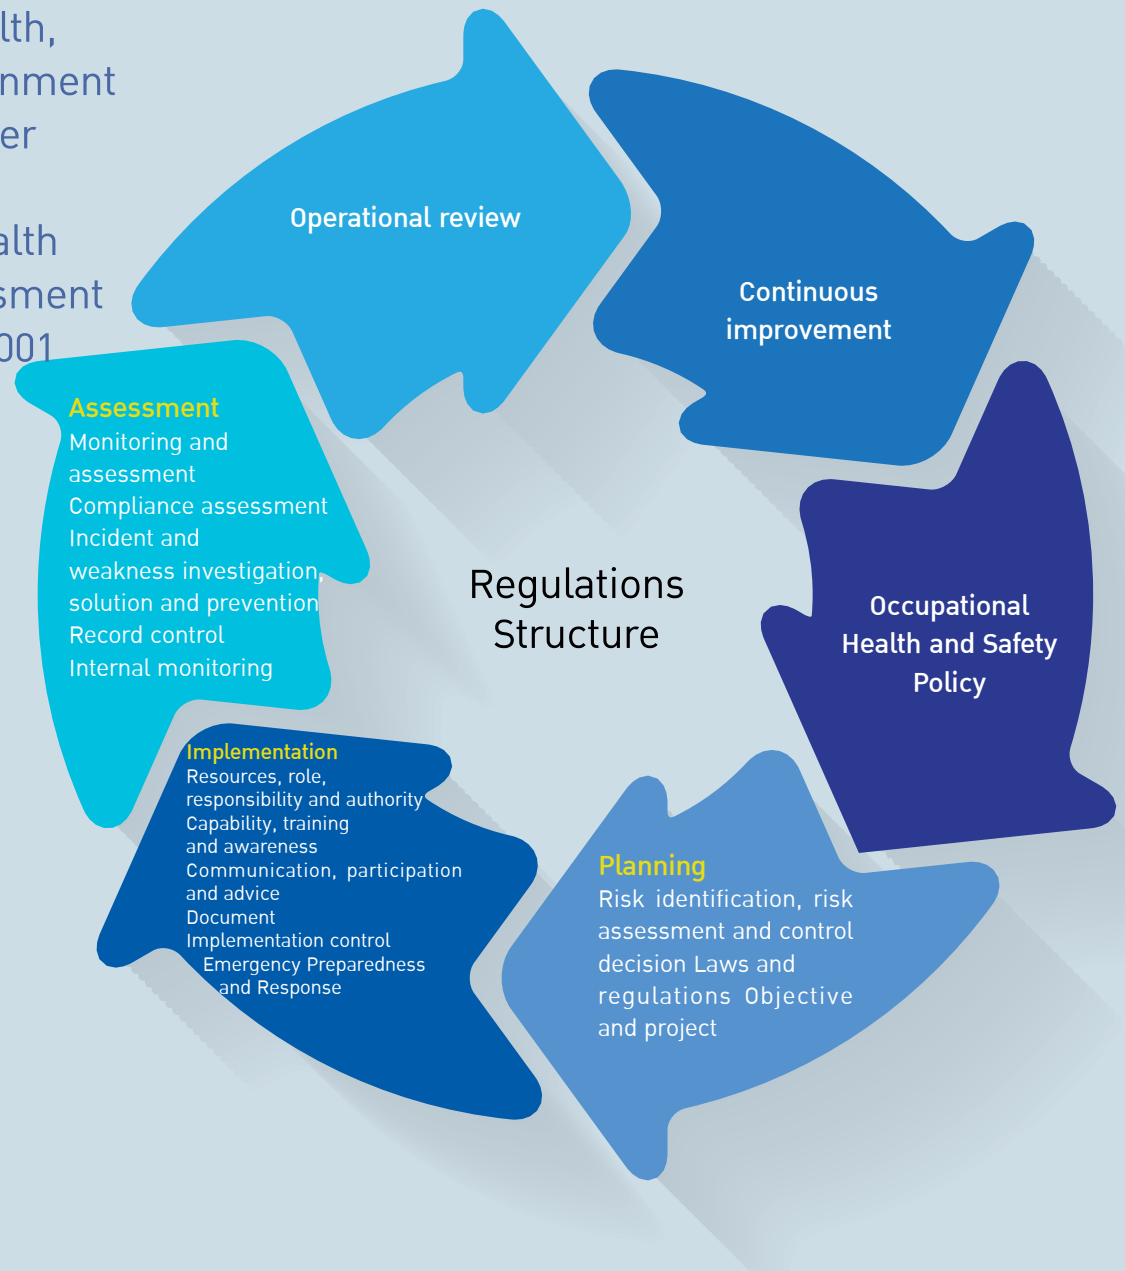 lth,
nment
er
alth
sment
001
Operational review
Continuous
improvement
Assessment
Monitoring and
assessment
Compliance assessment
Incident and
weakness investigation,
solution and prevention
Record control
Internal monitoring
Regulations
Structure
Occupational
Health and Safety
Policy
Implementation
Resources, role,
responsibility and authority
Capability, training
and awareness
Communication, participation
and advice
Document
Implementation control
Emergency Preparedness
and Response
Planning
Risk identification, risk
assessment and control
decision Laws and
regulations Objective
and project